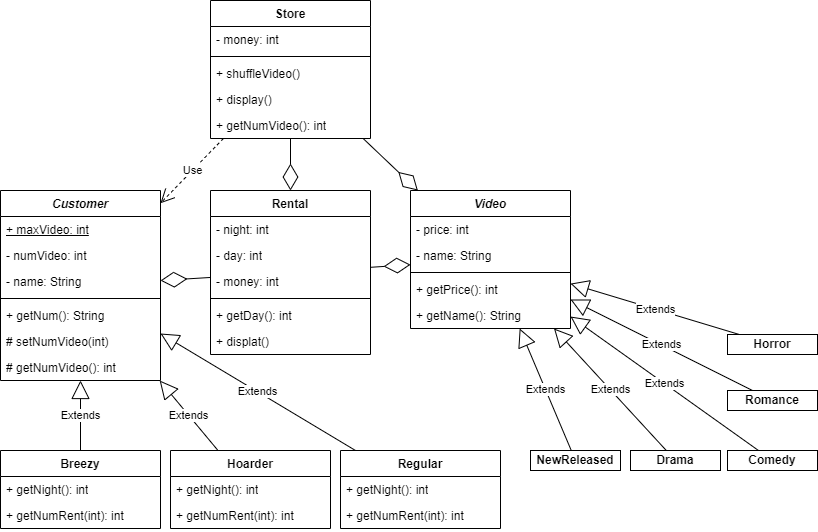 Store
- money: int
+ shuffleVideo()
+ display()
+ getNumVideo(): int
Use
Customer
+ maxVideo: int
- numVideo: int
- name: String
+ getNum(): String
# setNumVideo(int)
# getNumVideo(): int
Rental
- night: int
- day: int
- money: int
+ getDay(): int
+ displat()
Video
- price: int
- name: String
+ getPrice(): int
+ getName(): String
Extends
Extends
Extends
Extends
Extends
Extends
Extends
Extends
Horror
Romance
Breezy
+ getNight(): int
+ getNumRent(int): int
Hoarder
+ getNight(): int
+ getNumRent(int): int
Regular
+ getNight(): int
+ getNumRent(int): int
NewReleased
Drama
Comedy